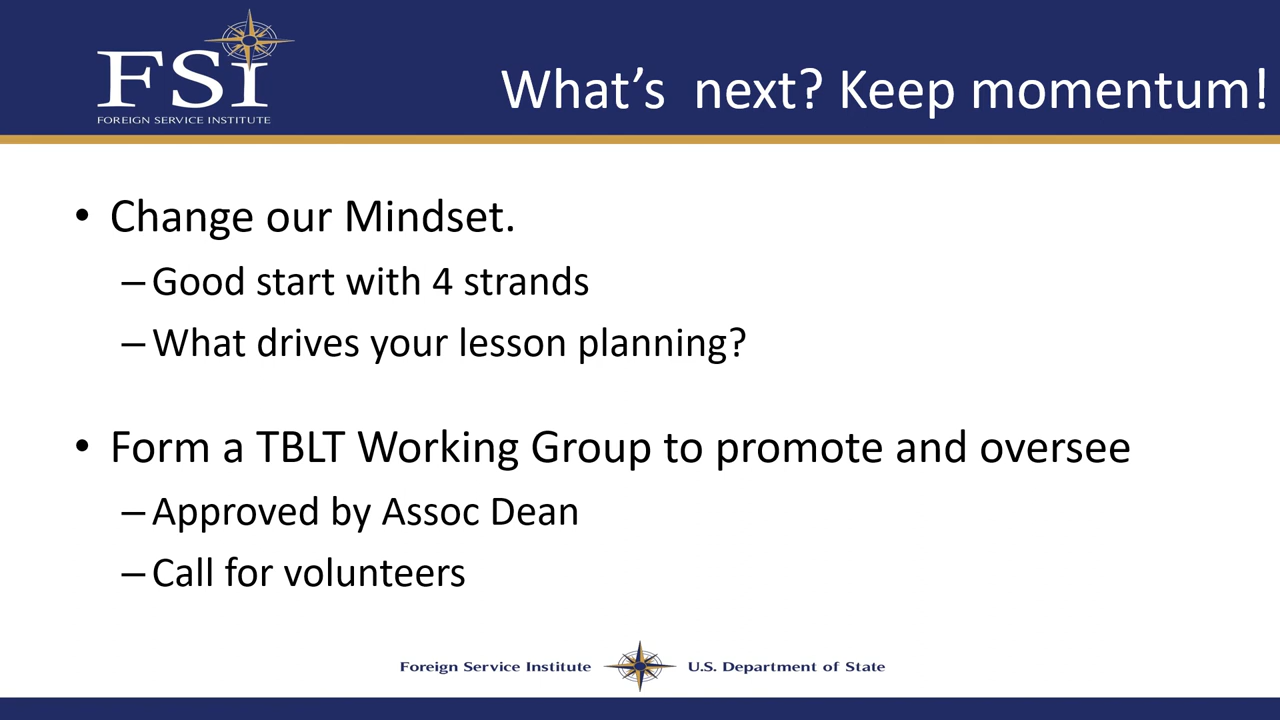 FSI
FOREIGN SERVICE INSTITUTE
What's  next? Keep momentum!
• Change our Mindset.
– Good start with 4 strands
– What drives your lesson planning?
• Form a TBLT Working Group to promote and oversee
– Approved by Assoc Dean
– Call for volunteers
Foreign Service Institute U.S. Department of State